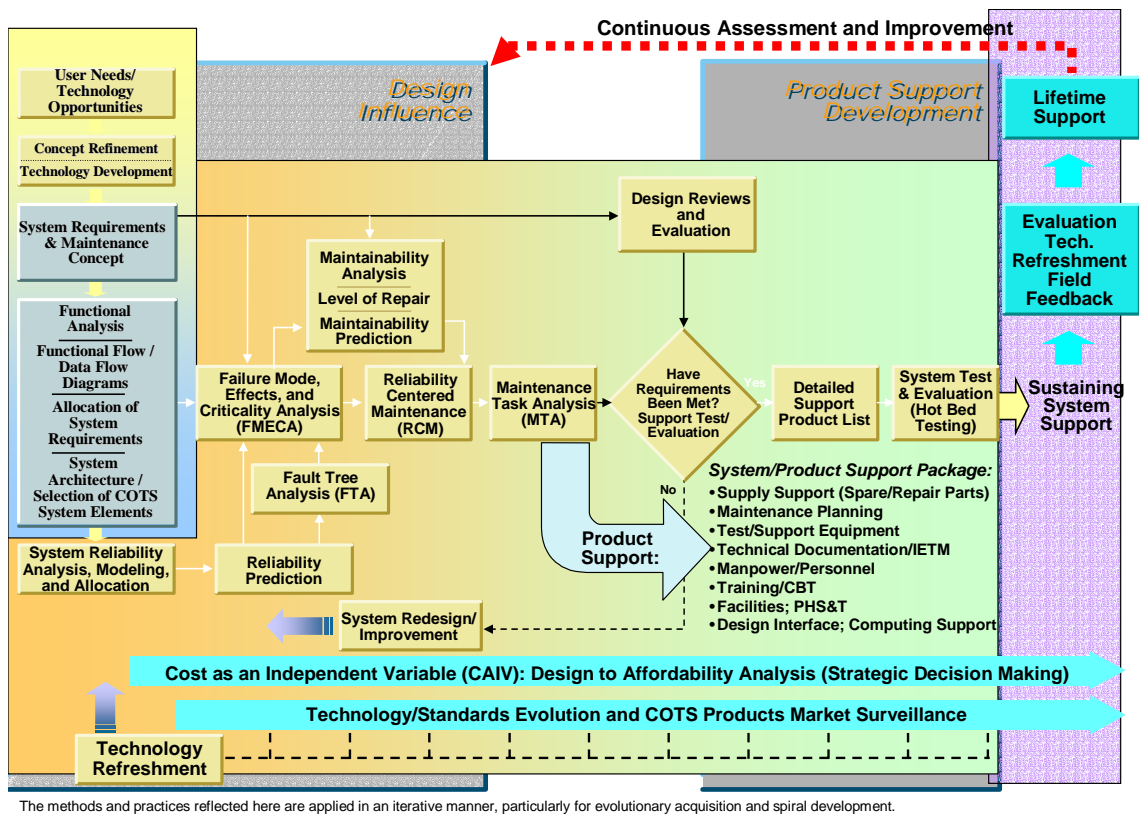 Continuous Assessment and Improvement
User Needs/
Technology
Opportunities
Design
Influence
Product Support
Development
Lifetime
Support
Concept Refinement
Technology Development
System Requirements
& Maintenance
Concept
Design Reviews
and
Evaluation
Evaluation
Tech.
Refreshment
Field
Feedback
Maintainability
Analysis
Level of Repair
Maintainability
Prediction
Functional
Analysis
Functional Flow /
Data Flow
Diagrams
Allocation of
System
Requirements
System
Architecture /
Selection of COTS
System Elements
Failure Mode,
Effects, and
Criticality Analysis
(FMECA)
Reliability
Centered
Maintenance
(RCM)
Maintenance
Task Analysis
(MTA)
Have
Requirements
Been Met?
Support Test/
Evaluation
Yes
Detailed
Support
Product List
System Test
& Evaluation
(Hot Bed
Testing)
Sustaining
System
Support
Fault Tree
Analysis (FTA)
No
System/Product Support Package:
•Supply Support (Spare/Repair Parts)
•Maintenance Planning
•Test/Support Equipment
•Technical Documentation/IETM
•Manpower/Personnel
•Training/CBT
•Facilities; PHS&T
•Design Interface; Computing Support
Product
Support:
System Reliability
Analysis, Modeling,
and Allocation
Reliability
Prediction
System Redesign/
Improvement
Cost as an Independent Variable (CAIV): Design to Affordability Analysis (Strategic Decision Making)
Technology/Standards Evolution and COTS Products Market Surveillance
Technology
Refreshment
The methods and practices reflected here are applied in an iterative manner, particularly for evolutionary acquisition and spiral development.